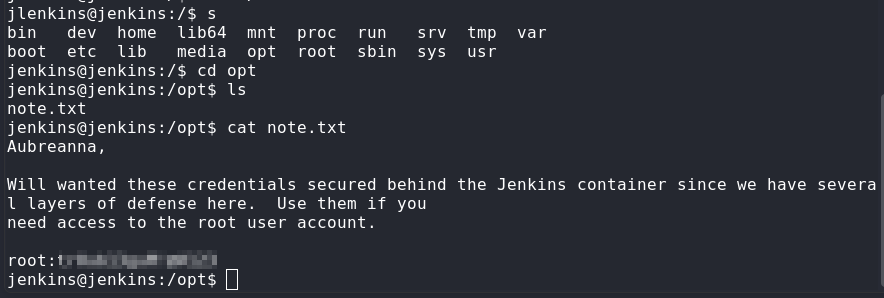 jlenkins@jenkins:/$ s
bin   dev  home  lib64  mnt  proc  run   srv  tmp  var
boot  etc  lib   media  opt  root  sbin  sys  usr
jenkins@jenkins:/$ cd opt
jenkins@jenkins:/opt$ ls
note.txt
jenkins@jenkins:/opt$ cat note.txt
Aubreanna,
Will wanted these credentials secured behind the Jenkins container since we have severa
l layers of defense here.  Use them if you
need access to the root user account.
root:
jenkins@jenkins:/opt$